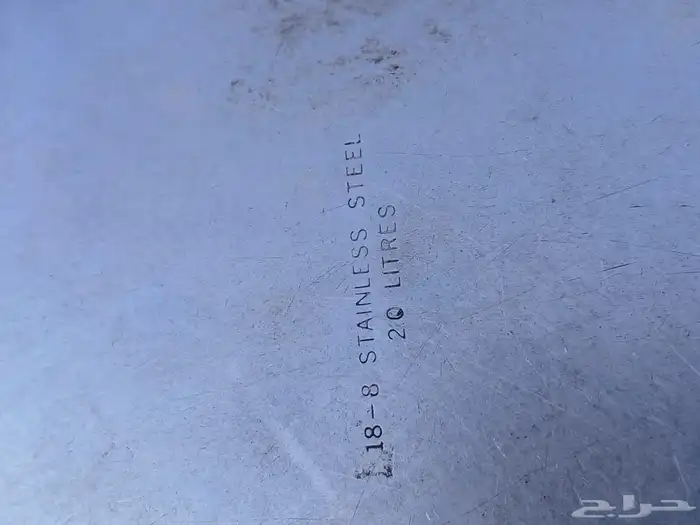 18-8 STAINLESS STEEL
20 LITRES
حراج